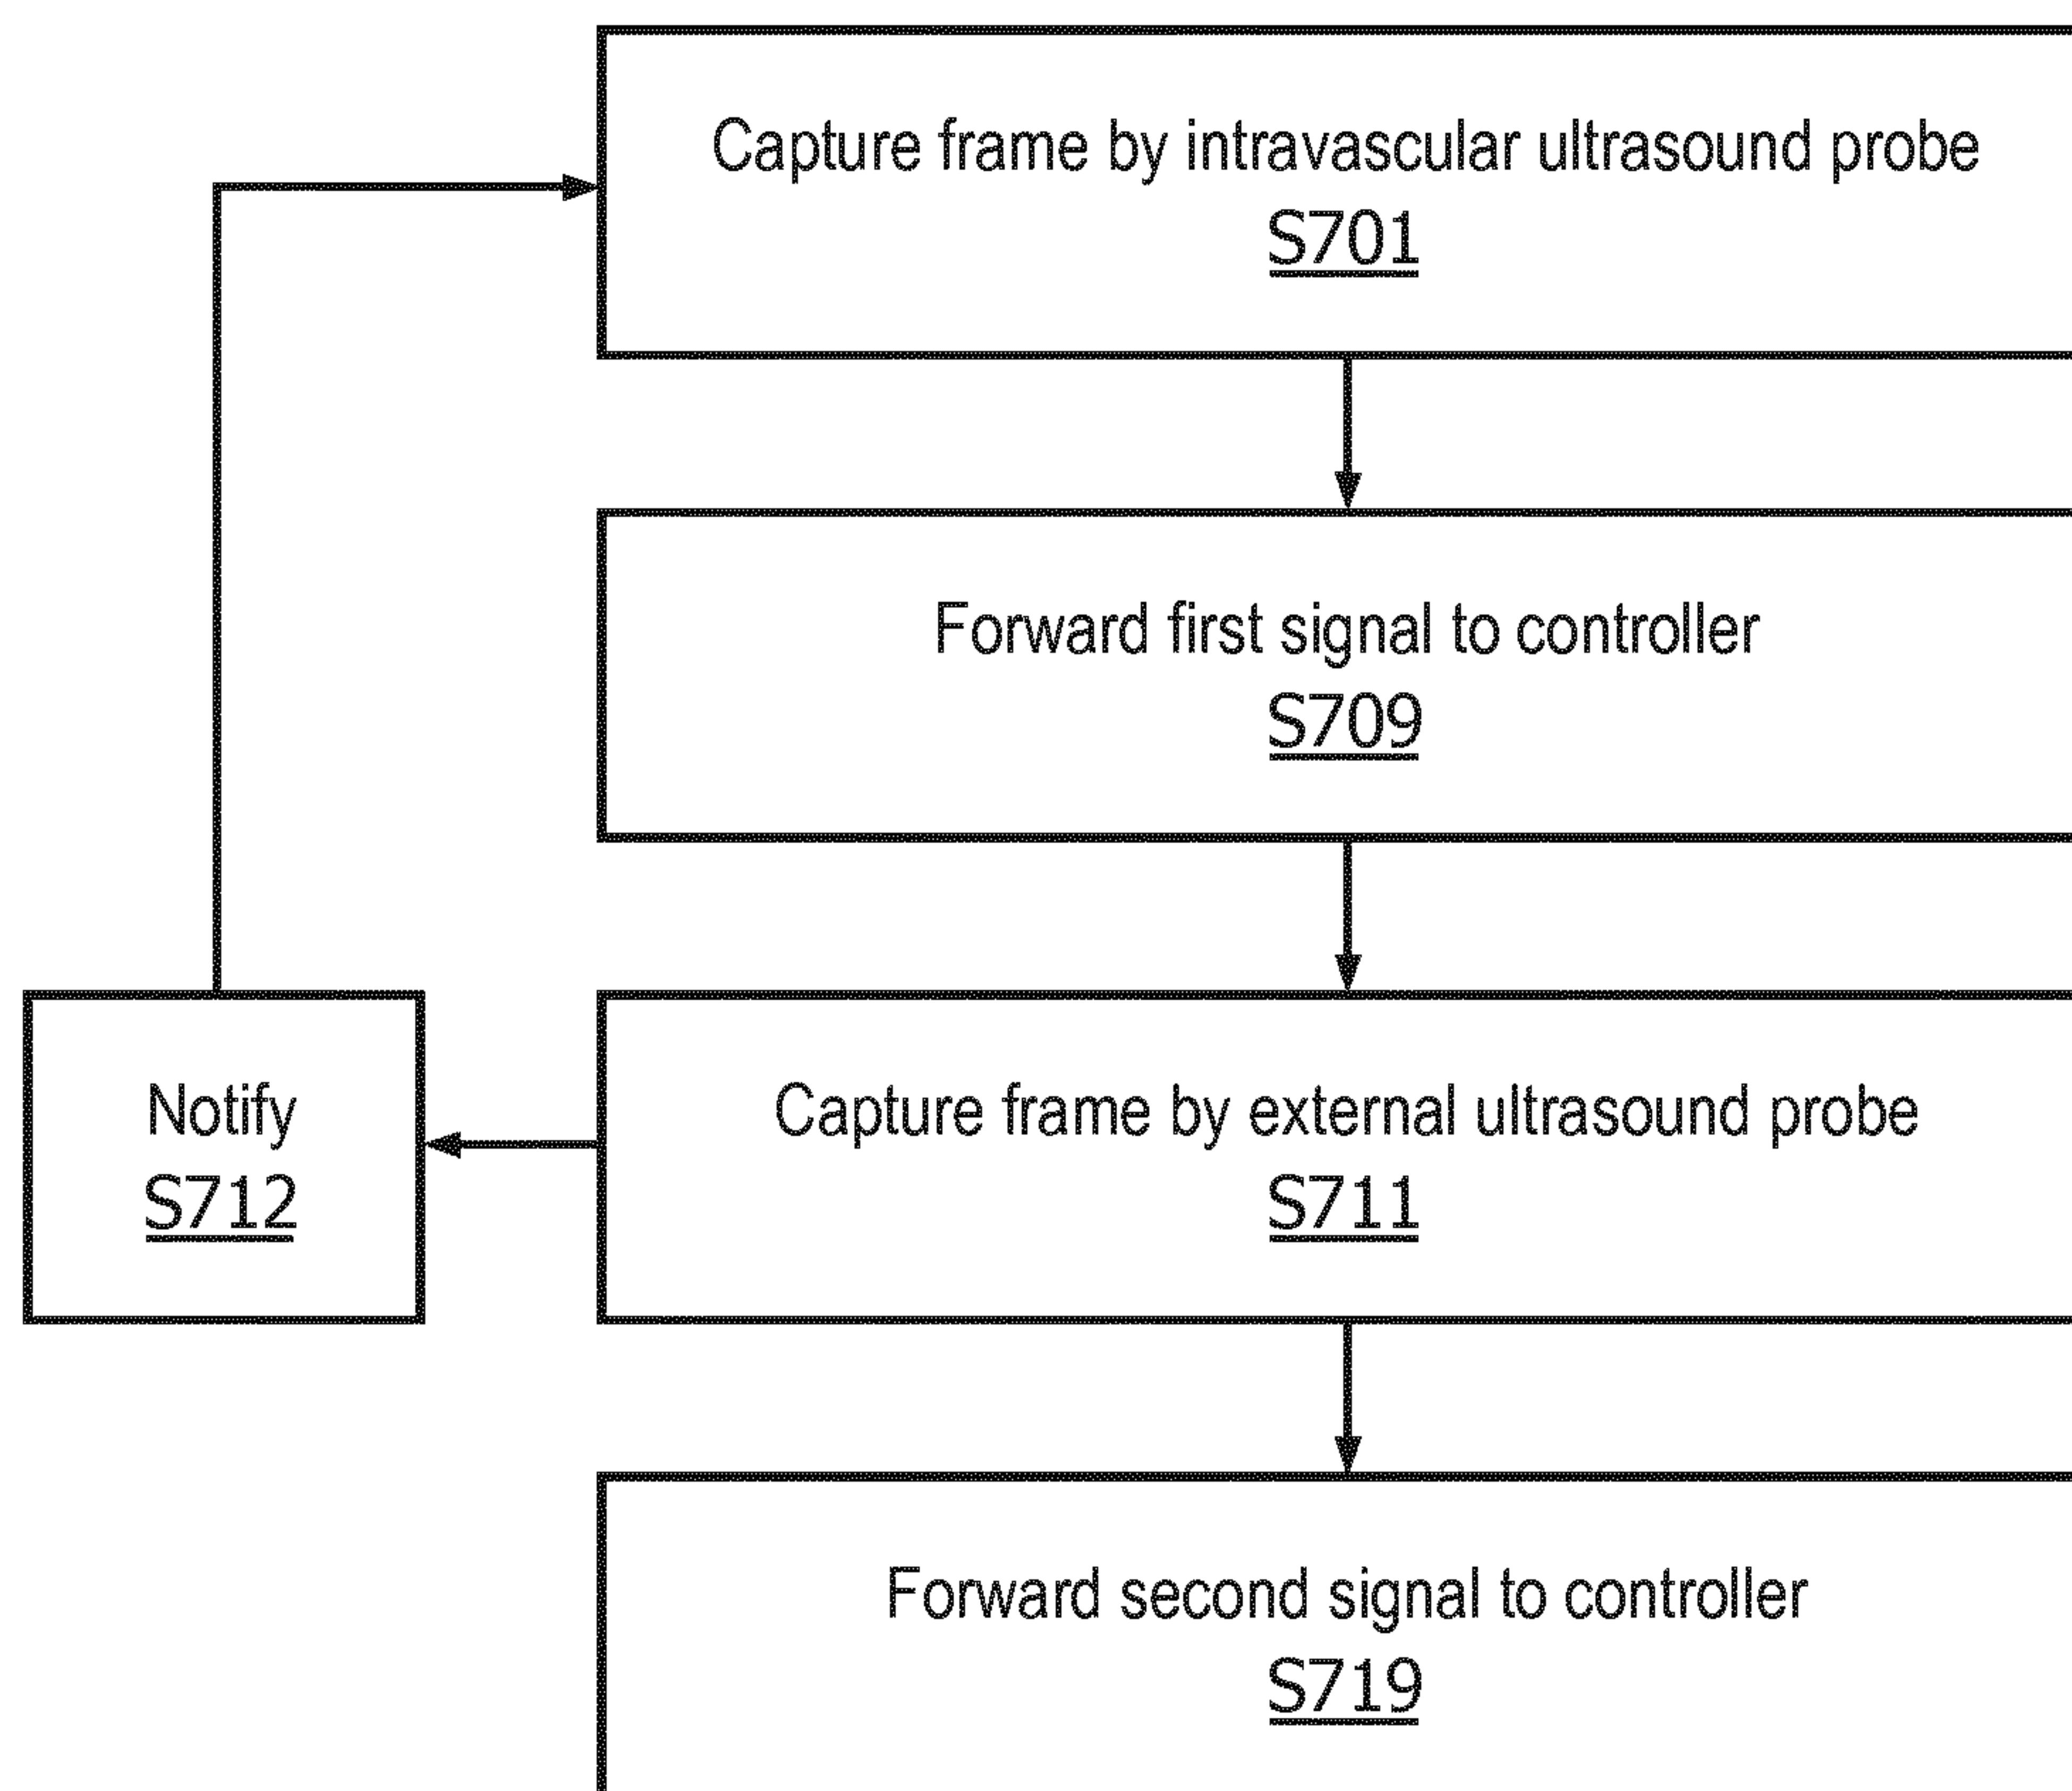 Capture frame by intravascular ultrasound probe
S701
Forward first signal to controller
S709
Notify
S712
Capture frame by external ultrasound probe
S711
Forward second signal to controller
S719